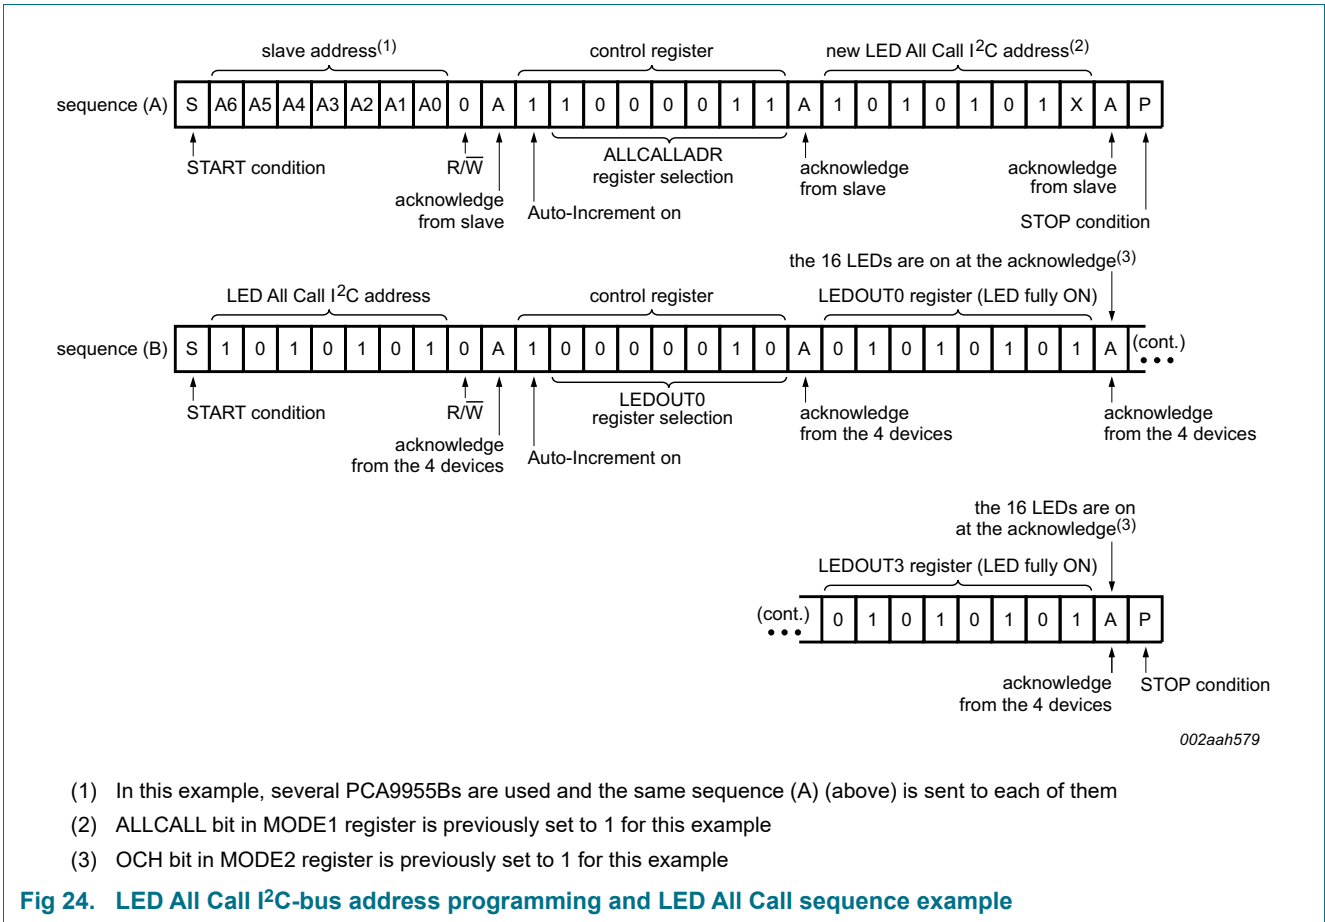 slave address(1) control register new LED All Call I2C address(2)
sequence (A) S A6 A5 A4 A3 A2 A1 A0 0 A 1 1 0 0 0 0 1 1 A 1 0 1 0 1 0 1 X A P
START condition R/W̅ ALLCALLADR register selection acknowledge from slave acknowledge from slave
acknowledge from slave Auto-Increment on STOP condition
the 16 LEDs are on at the acknowledge(3)
LED All Call I2C address control register LEDOUT0 register (LED fully ON)
sequence (B) S 1 0 1 0 1 0 1 0 A 1 0 0 0 0 0 1 0 A 0 1 0 1 0 1 0 1 A (cont.)
START condition R/W̅ LEDOUT0 register selection acknowledge from the 4 devices acknowledge from the 4 devices
acknowledge from the 4 devices Auto-Increment on
the 16 LEDs are on
at the acknowledge(3)
LEDOUT3 register (LED fully ON)
(cont.) 0 1 0 1 0 1 0 1 A P
acknowledge from the 4 devices STOP condition
002aah579
(1) In this example, several PCA9955Bs are used and the same sequence (A) (above) is sent to each of them
(2) ALLCALL bit in MODE1 register is previously set to 1 for this example
(3) OCH bit in MODE2 register is previously set to 1 for this example
Fig 24. LED All Call I2C-bus address programming and LED All Call sequence example